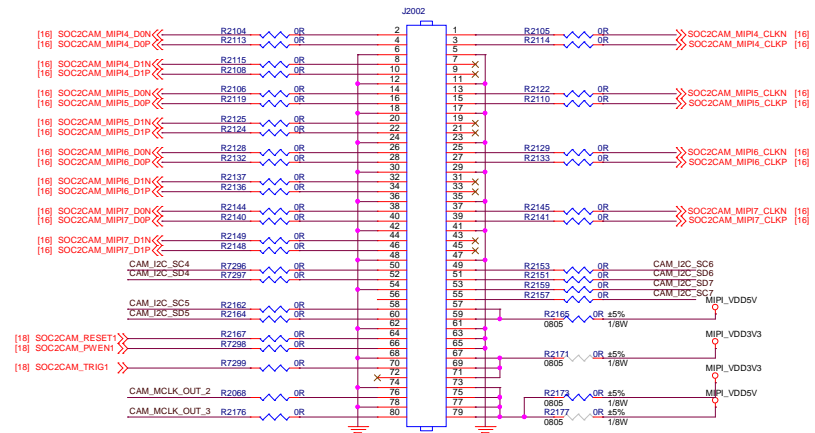 J2002
[16] SOC2CAM_MIPI4_D0N R2104 0R 2 1 R2105 0R SOC2CAM_MIPI4_CLKN [16]
[16] SOC2CAM_MIPI4_D0P R2113 0R 4 3 R2114 0R SOC2CAM_MIPI4_CLKP [16]
6 5
[16] SOC2CAM_MIPI4_D1N R2115 0R 8 7
[16] SOC2CAM_MIPI4_D1P R2108 0R 10 9
12 11
[16] SOC2CAM_MIPI5_D0N R2106 0R 14 13 R2122 0R SOC2CAM_MIPI5_CLKN [16]
[16] SOC2CAM_MIPI5_D0P R2119 0R 16 15 R2110 0R SOC2CAM_MIPI5_CLKP [16]
18 17
[16] SOC2CAM_MIPI5_D1N R2125 0R 20 19
[16] SOC2CAM_MIPI5_D1P R2124 0R 22 21
24 23
[16] SOC2CAM_MIPI6_D0N R2128 0R 26 25 R2129 0R SOC2CAM_MIPI6_CLKN [16]
[16] SOC2CAM_MIPI6_D0P R2132 0R 28 27 R2133 0R SOC2CAM_MIPI6_CLKP [16]
30 29
[16] SOC2CAM_MIPI6_D1N R2137 0R 32 31
[16] SOC2CAM_MIPI6_D1P R2136 0R 34 33
36 35
[16] SOC2CAM_MIPI7_D0N R2144 0R 38 37 R2145 0R SOC2CAM_MIPI7_CLKN [16]
[16] SOC2CAM_MIPI7_D0P R2140 0R 40 39 R2141 0R SOC2CAM_MIPI7_CLKP [16]
42 41
[16] SOC2CAM_MIPI7_D1N R2149 0R 44 43
[16] SOC2CAM_MIPI7_D1P R2148 0R 46 45
48 47
CAM_I2C_SC4 R7296 0R 50 49 R2153 0R CAM_I2C_SC6
CAM_I2C_SD4 R7297 0R 52 51 R2151 0R CAM_I2C_SD6
54 53 R2159 0R CAM_I2C_SD7
56 55 R2157 0R CAM_I2C_SC7
MIPI_VDD5V
CAM_I2C_SC5 R2162 0R 58 57
CAM_I2C_SD5 R2164 0R 60 59 R2165 0R ±5%
0805 1/8W
62 61
[18] SOC2CAM_RESET1 R2167 0R 64 63 MIPI_VDD3V3
[18] SOC2CAM_PWEN1 R7298 0R 66 65
68 67 R2171 0R ±5%
[18] SOC2CAM_TRIG1 R7299 0R 70 69 0805 1/8W
72 71 MIPI_VDD3V3
74 73
CAM_MCLK_OUT_2 R2068 0R 76 75 R2173 0R ±5% MIPI_VDD5V
0805 1/8W
78 77
CAM_MCLK_OUT_3 R2176 0R 80 79 R2177 0R ±5%
0805 1/8W